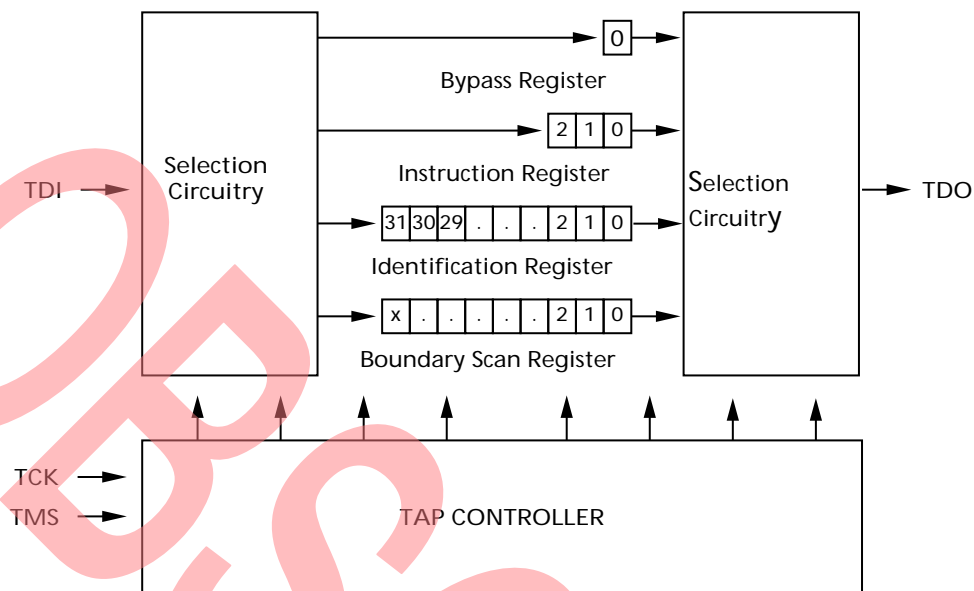 0
Bypass Register
2 1 0
Instruction Register
Selection
Circuitry
TDI
Selection
Circuitry
TDO
31 30 29 . . . 2 1 0
Identification Register
x . . . . . 2 1 0
Boundary Scan Register
TCK
TMS
TAP CONTROLLER